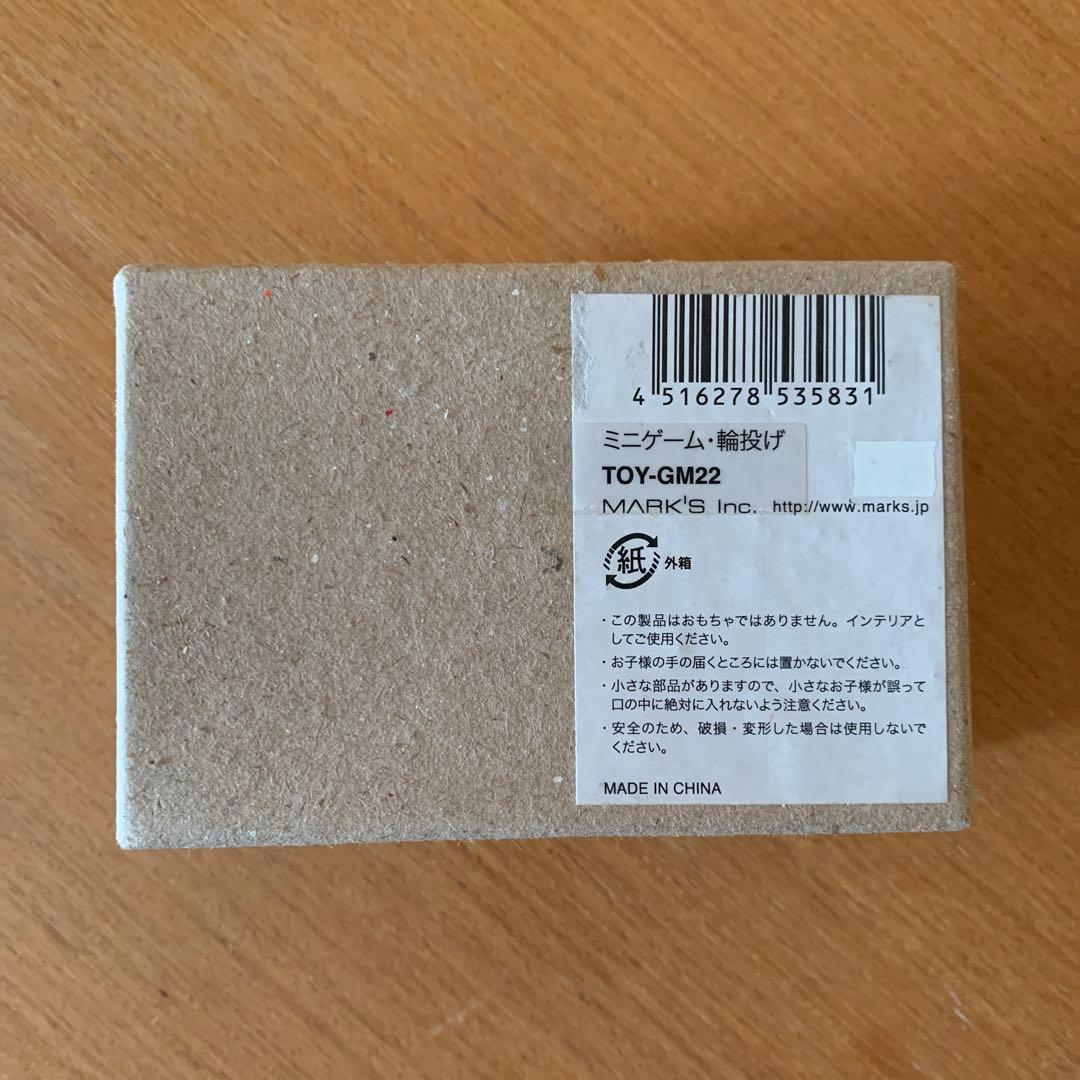 4 516278 535831
ミニゲーム・輪投げ
TOY-GM22
MARK'S Inc. http://www.marks.jp
紙 外箱
・この製品はおもちゃではありません。インテリアと
してご使用ください。
・お子様の手の届くところには置かないでください。
・小さな部品がありますので、小さなお子様が誤って
口の中に絶対に入れないよう注意ください。
・安全のため、破損・変形した場合は使用しないで
ください。
MADE IN CHINA